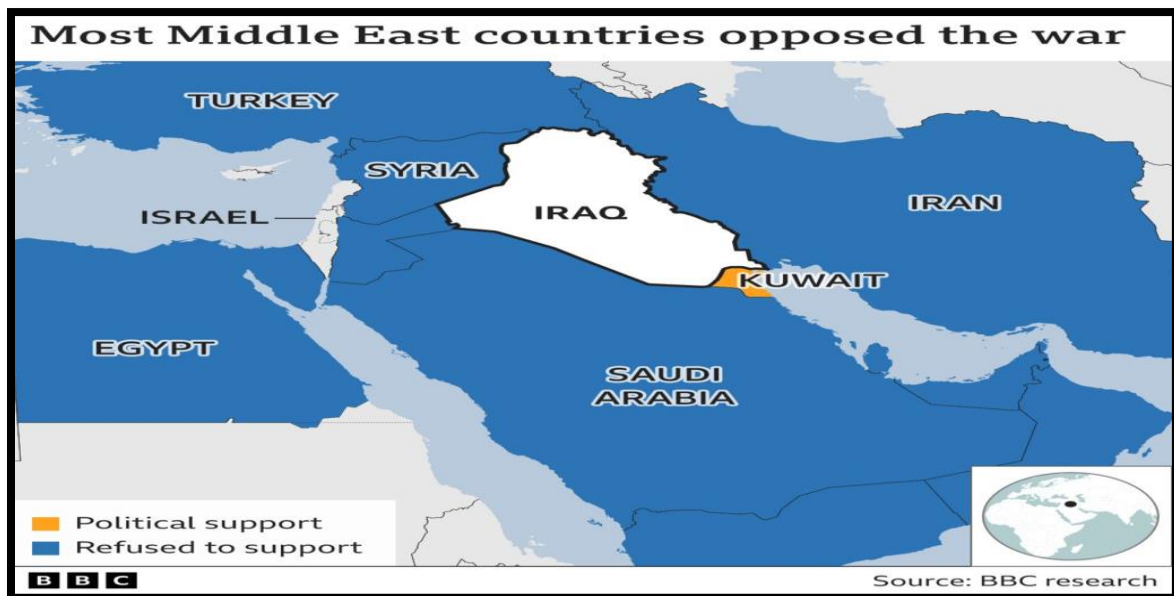 Most Middle East countries opposed the war
TURKEY
SYRIA
ISRAEL
IRAQ
IRAN
KUWAIT
EGYPT
SAUDI
ARABIA
Political support
Refused to support
BBC
Source: BBC research